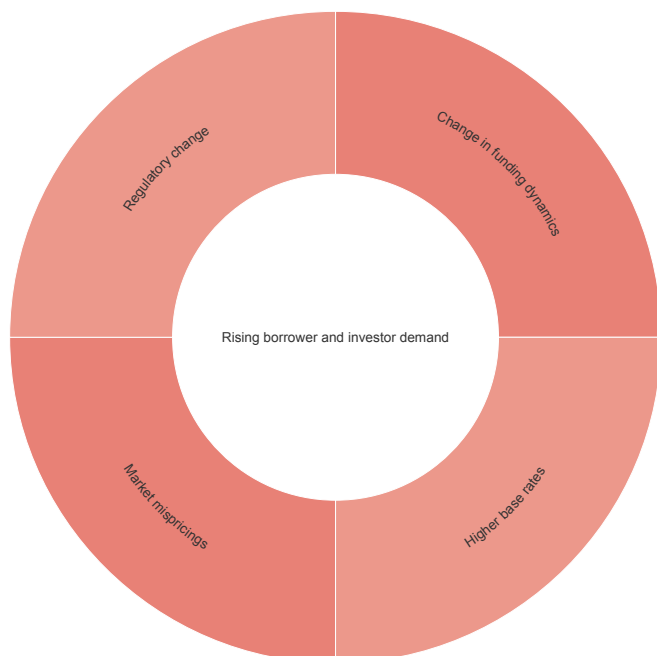 Regulatory change
Change in funding dynamics
Rising borrower and investor demand
Market mispricings
Higher base rates